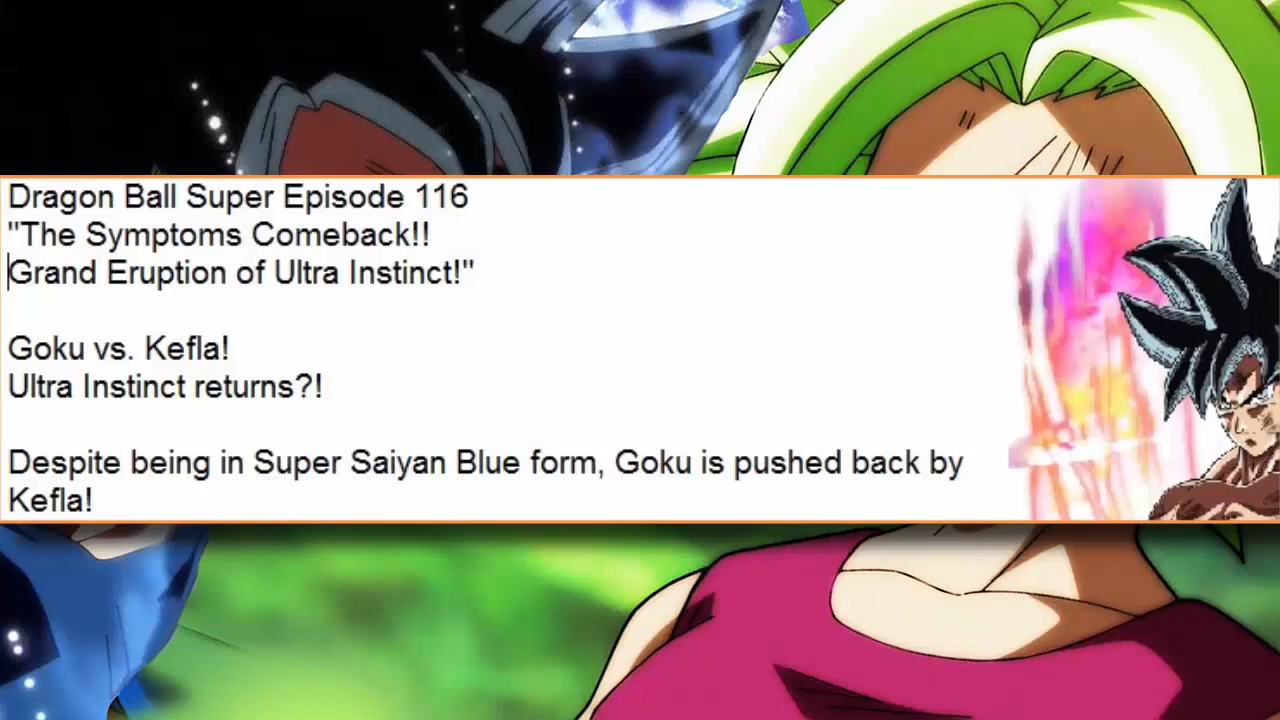 Dragon Ball Super Episode 116
"The Symptoms Comeback!!
Grand Eruption of Ultra Instinct!"
Goku vs. Kefla!
Ultra Instinct returns?!
Despite being in Super Saiyan Blue form, Goku is pushed back by
Kefla!